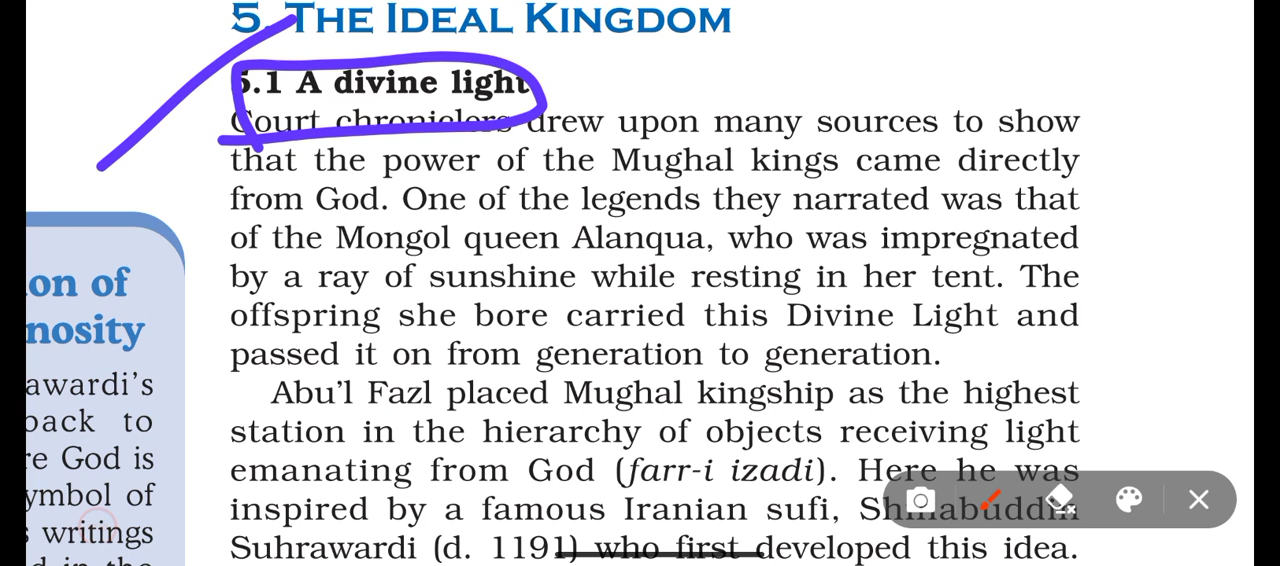 5. THE IDEAL KINGDOM
5.1 A divine light
Court chroniclers drew upon many sources to show
that the power of the Mughal kings came directly
from God. One of the legends they narrated was that
of the Mongol queen Alanqua, who was impregnated
by a ray of sunshine while resting in her tent. The
offspring she bore carried this Divine Light and
passed it on from generation to generation.
Abu'l Fazl placed Mughal kingship as the highest
station in the hierarchy of objects receiving light
emanating from God (farr-i izadi). Here he was
inspired by a famous Iranian sufi, Shihabuddin
Suhrawardi (d. 1191) who first developed this idea.
on of
nosity
awardi's
back to
re God is
ymbol of
s writings
d in the